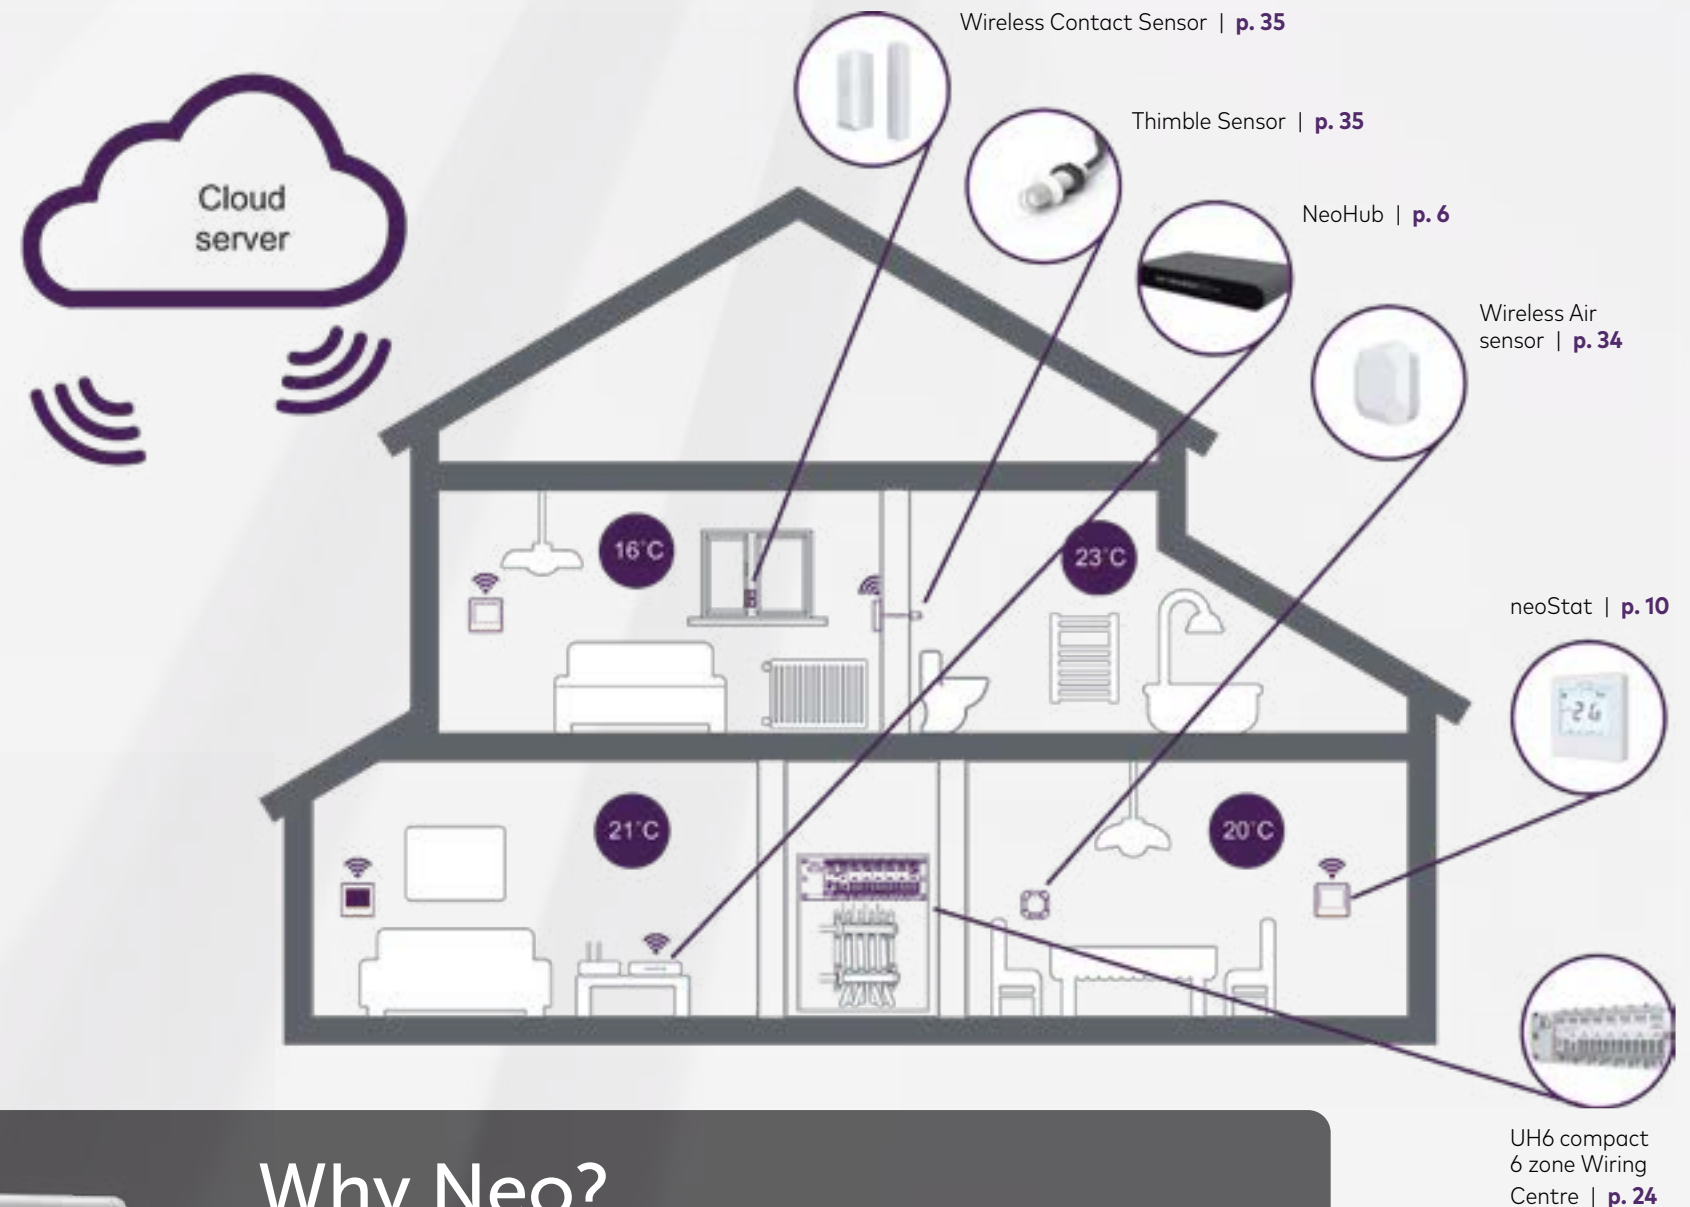 Wireless Contact Sensor | p. 35
Thimble Sensor | p. 35
NeoHub | p. 6
Wireless Air
sensor | p. 34
Cloud
server
16°C
23°C
neoStat | p. 10
21°C
20°C
UH6 compact
6 zone Wiring
Centre | p. 24
Why Neo?